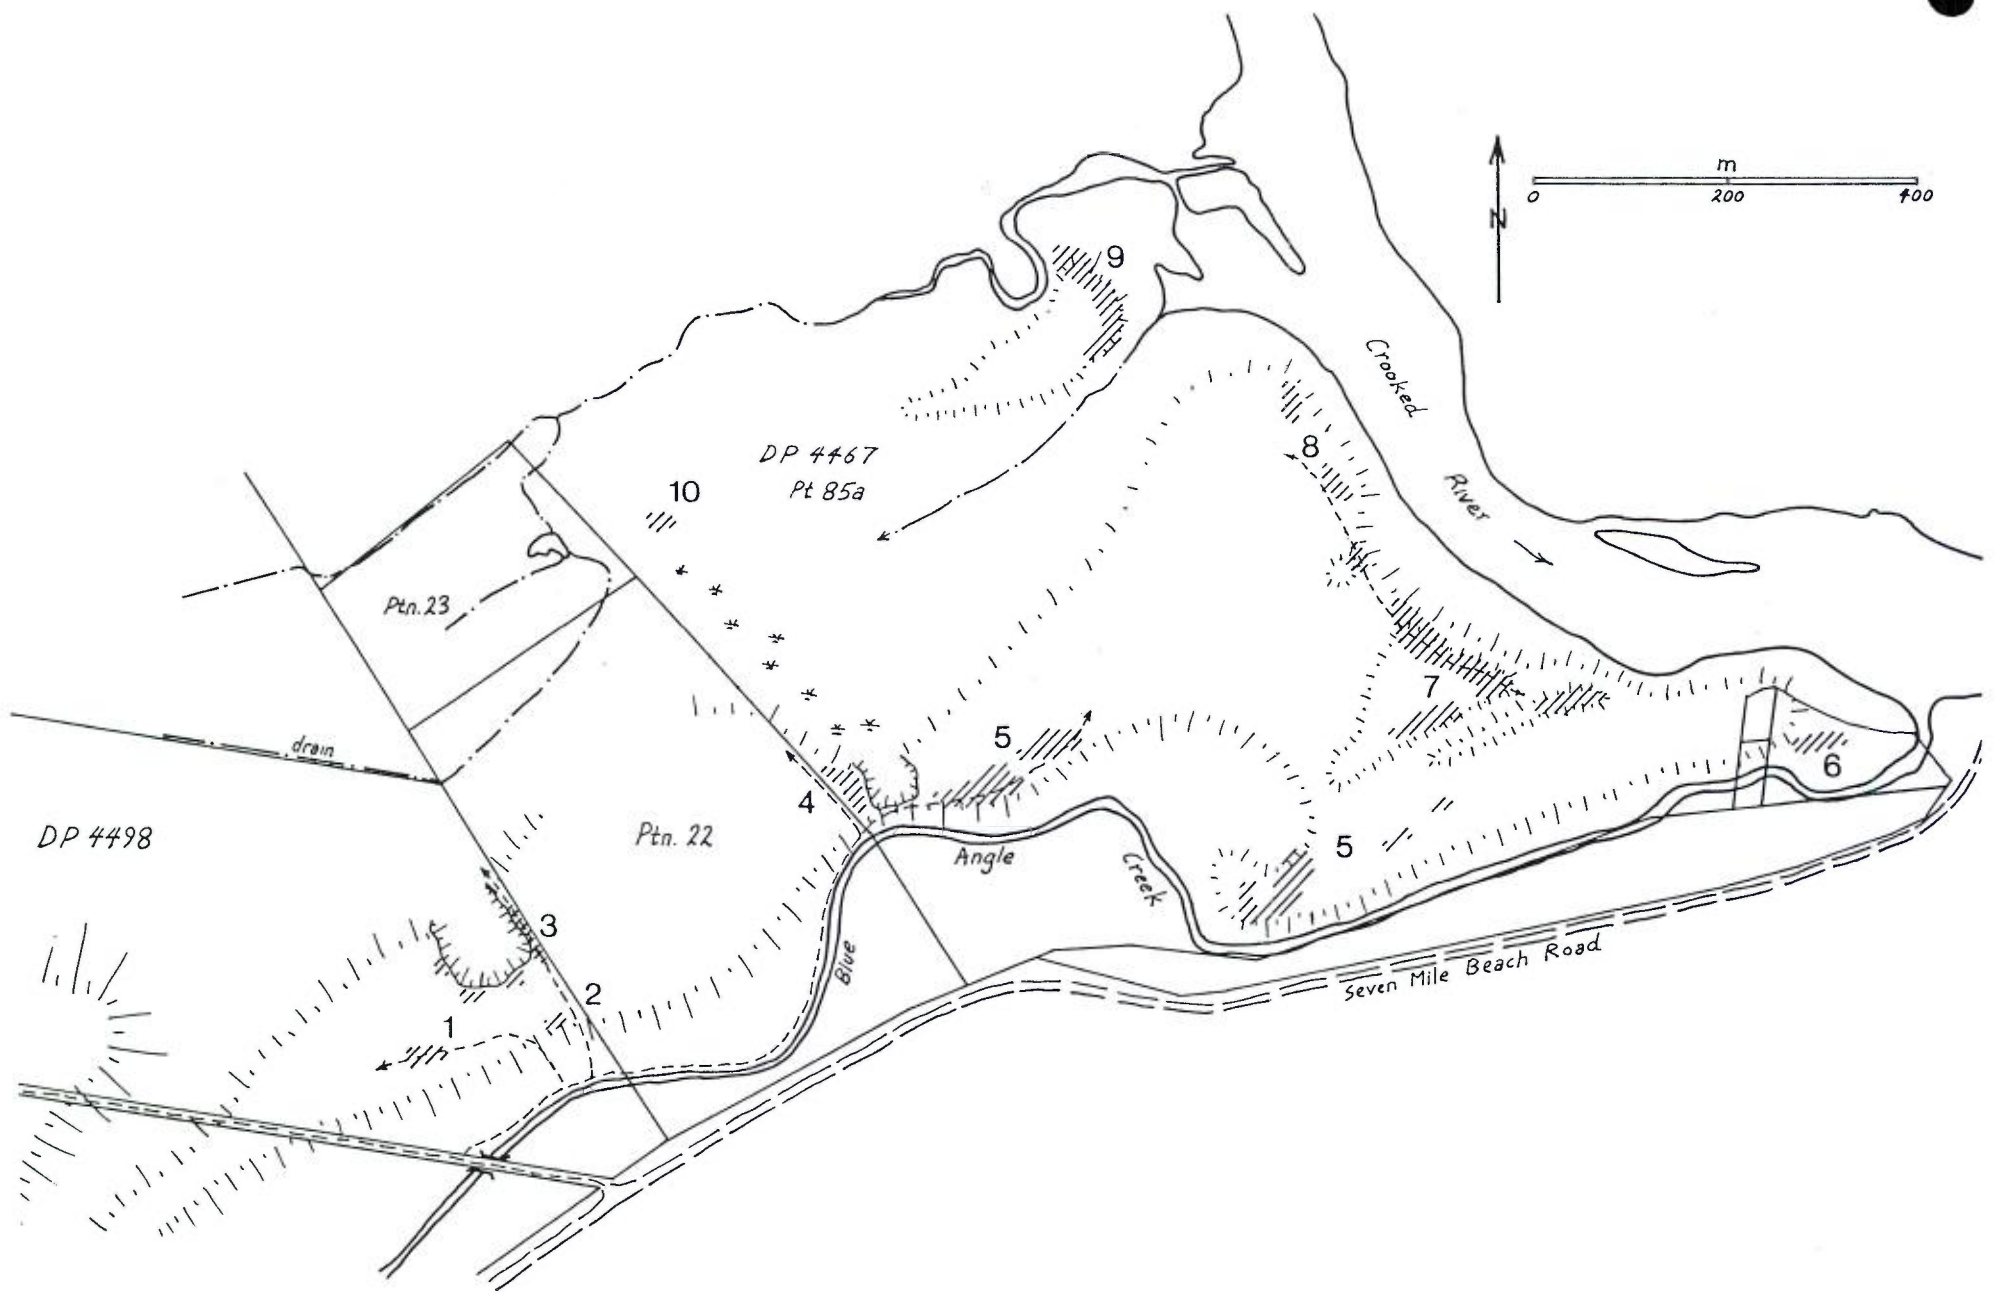 m
0 200 400
N
9
Crooked
8
DP 4467
Pt 85a
10
River
Ptn. 23
7
5
6
drain
4
DP 4498
Ptn. 22
Angle
5
Creek
3
Blue
Seven Mile Beach Road
2
1